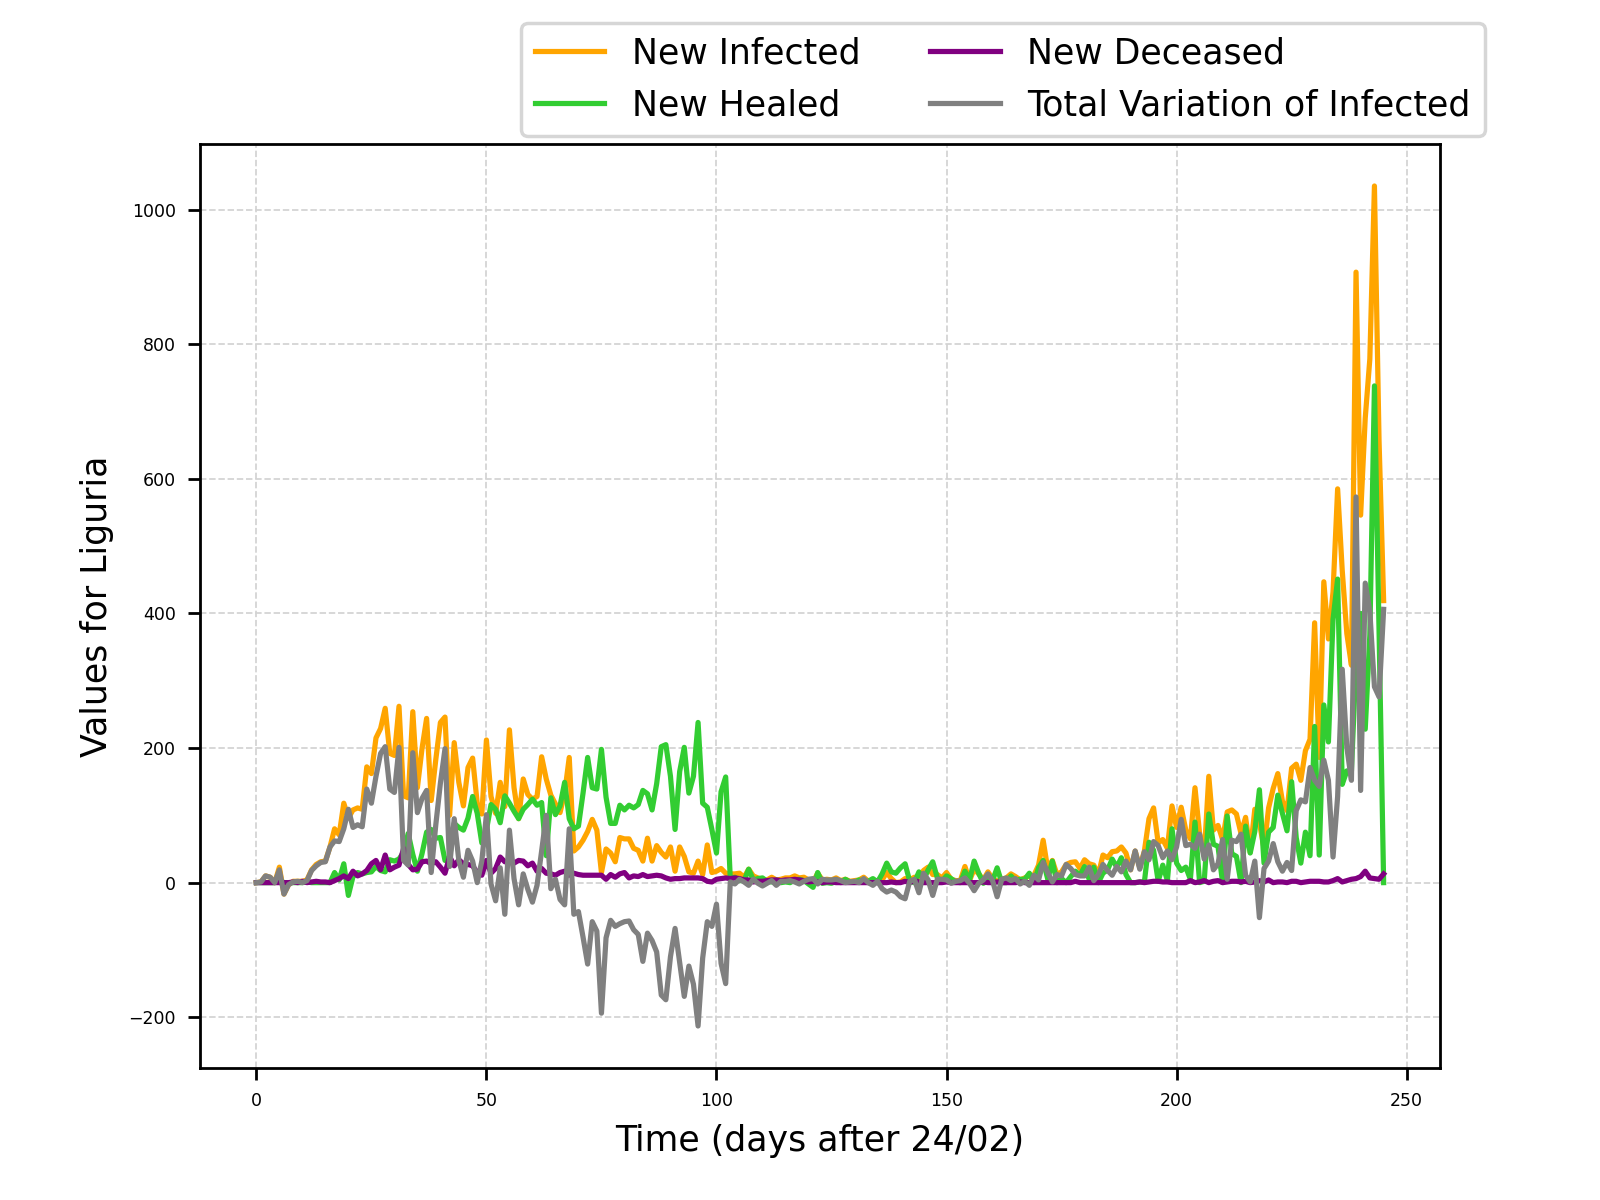 New Infected
New Healed
New Deceased
Total Variation of Infected
Values for Liguria
1000
800
600
400
200
0
−200
0
50
100
150
200
250
Time (days after 24/02)